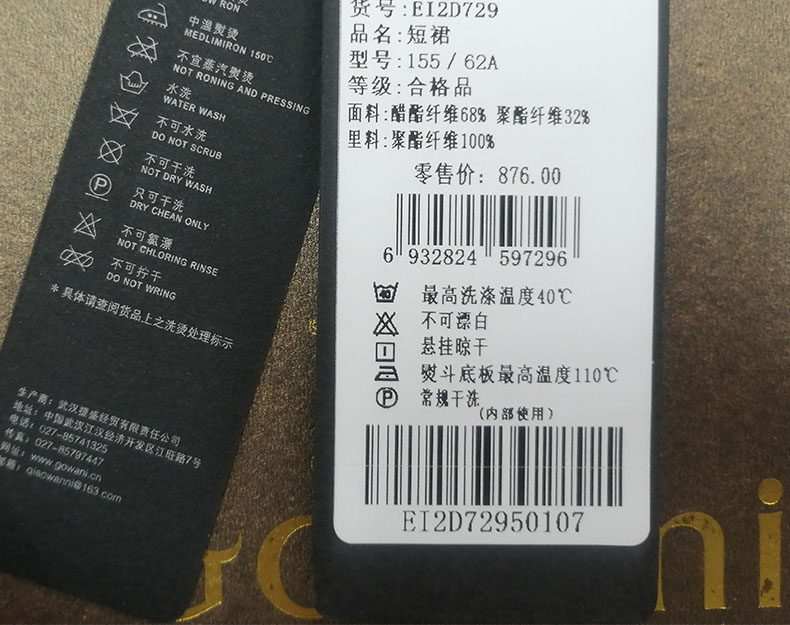 OW RON
中温熨烫
MEDLIMIRON 150℃
不宜蒸汽熨烫
NOT RONING AND PRESSING
水洗
WATER WASH
不可水洗
DO NOT SCRUB
不可干洗
NOT DRY WASH
只可干洗
DRY CHEAN ONLY
不可氯漂
NOT CHLORING RINSE
不可拧干
DO NOT WRING
*具体请查阅货品上之洗烫处理标示
生产商:武汉捷盛经贸有限责任公司
地址:中国武汉江汉经济开发区江旺路7号
电话:027-85741325
传真:027-85797447
网站:www.gowani.cn
邮箱:qiaowanni@163.com
货号:EI2D729
品名:短裙
型号:155/62A
等级:合格品
面料:醋酯纤维68% 聚酯纤维32%
里料:聚酯纤维100%
零售价: 876.00
6 932824 597296
40
最高洗涤温度40℃
不可漂白
悬挂晾干
熨斗底板最高温度110℃
P
常规干洗
(内部使用)
EI2D72950107